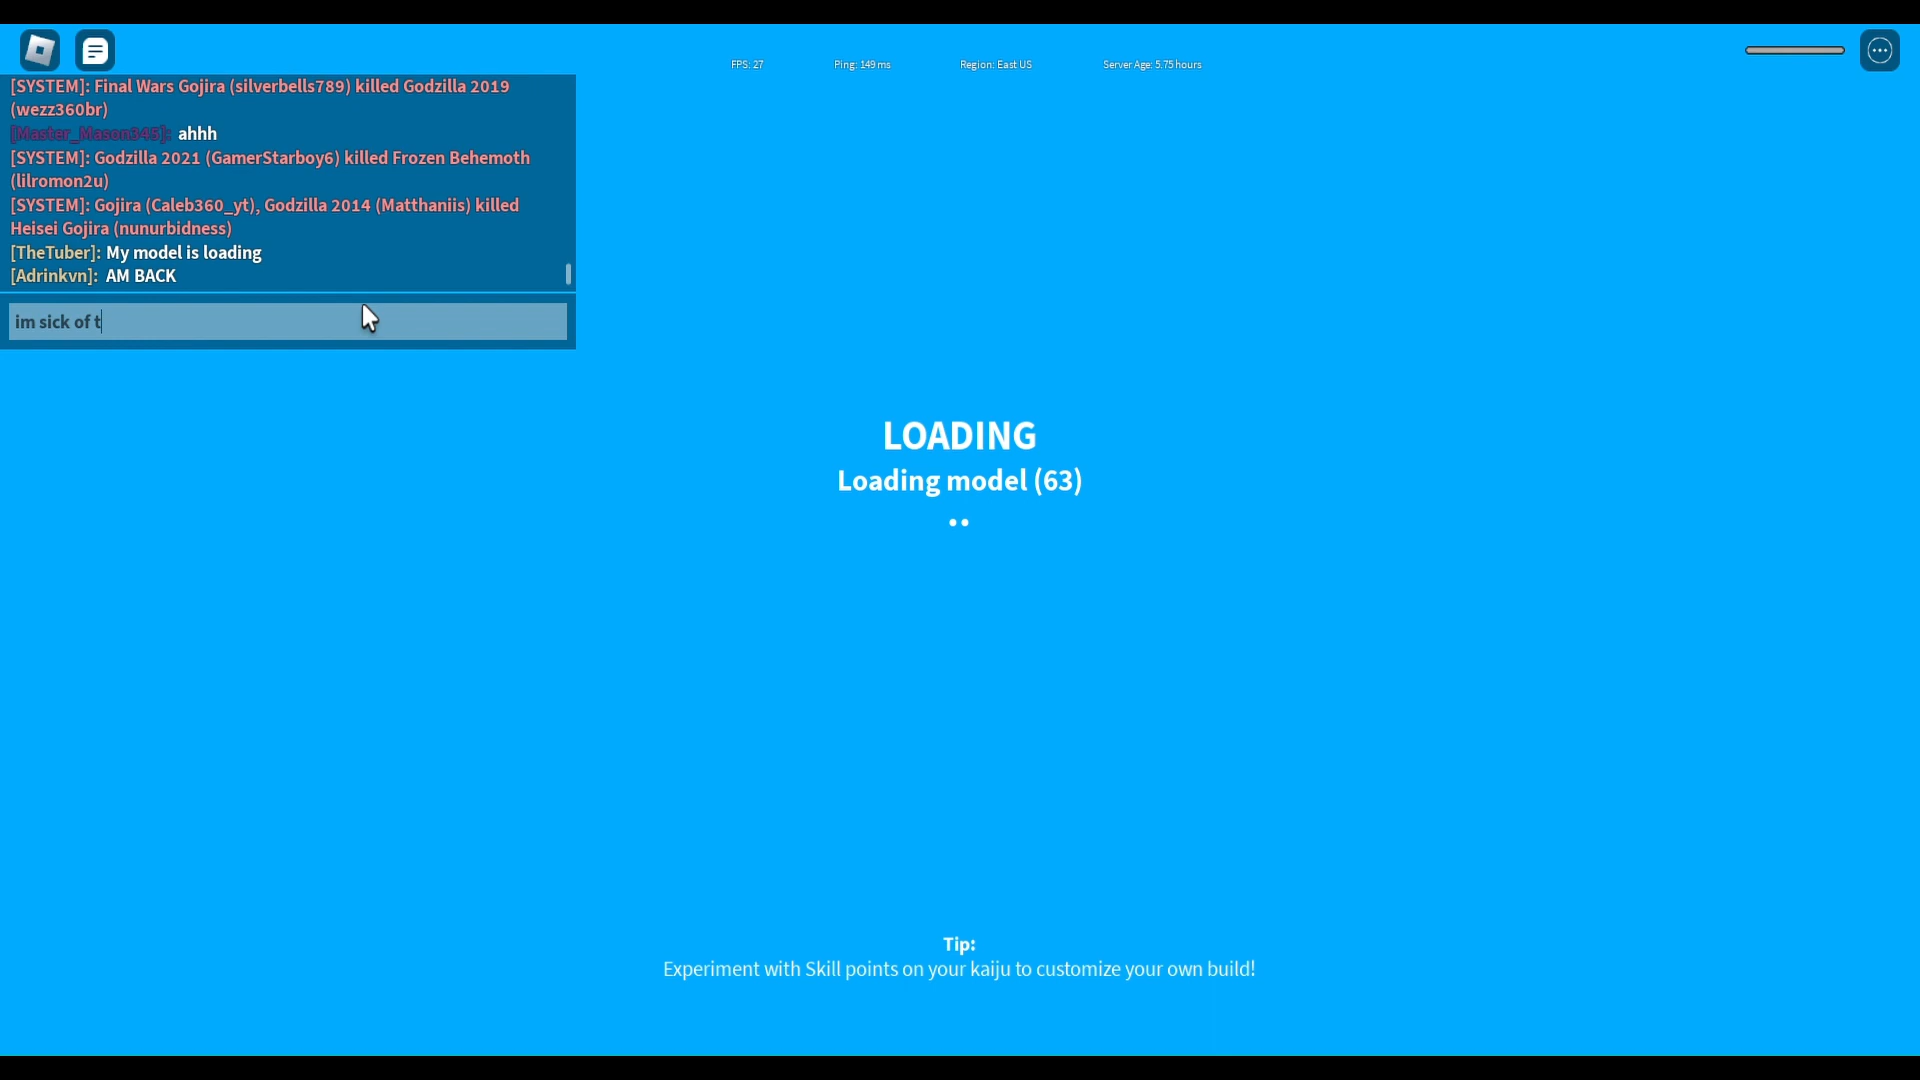 FPS: 27 Ping: 149 ms Region: East US Server Age: 5.75 hours
[SYSTEM]: Final Wars Gojira (silverbells789) killed Godzilla 2019
(wezz360br)
[Master_Mason345]: ahhh
[SYSTEM]: Godzilla 2021 (GamerStarboy6) killed Frozen Behemoth
(lilromon2u)
[SYSTEM]: Gojira (Caleb360_yt), Godzilla 2014 (Matthaniis) killed
Heisei Gojira (nunurbidness)
[TheTuber]: My model is loading
[Adrinkvn]: AM BACK
im sick of t
LOADING
Loading model (63)
••
Tip:
Experiment with Skill points on your kaiju to customize your own build!